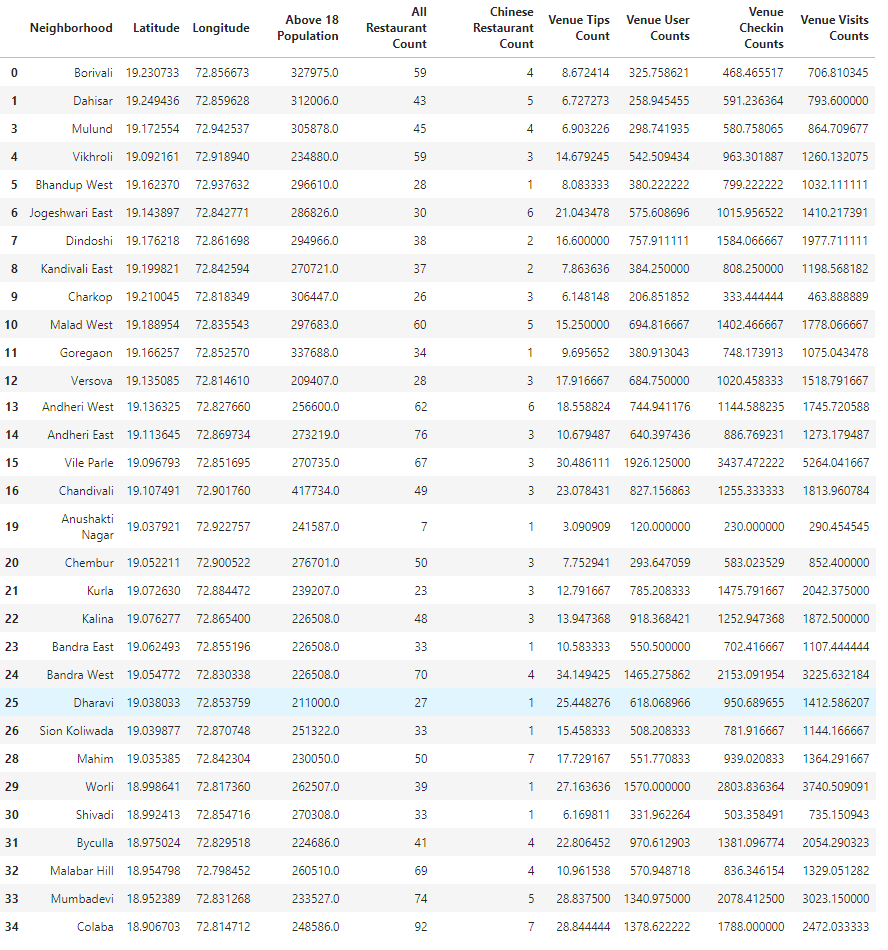 Neighborhood Latitude Longitude Above 18 Population All Restaurant Count Chinese Restaurant Count Venue Tips Count Venue User Counts Venue Checkin Counts Venue Visits Counts
0 Borivali 19.230733 72.856673 327975.0 59 4 8.672414 325.758621 468.465517 706.810345
1 Dahisar 19.249436 72.859628 312006.0 43 5 6.727273 258.945455 591.236364 793.600000
3 Mulund 19.172554 72.942537 305878.0 45 4 6.903226 298.741935 580.758065 864.709677
4 Vikhroli 19.092161 72.918940 234880.0 59 3 14.679245 542.509434 963.301887 1260.132075
5 Bhandup West 19.162370 72.937632 296610.0 28 1 8.083333 380.222222 799.222222 1032.111111
6 Jogeshwari East 19.143897 72.842771 286826.0 30 6 21.043478 575.608696 1015.956522 1410.217391
7 Dindoshi 19.176218 72.861698 294966.0 38 2 16.600000 757.911111 1584.066667 1977.711111
8 Kandivali East 19.199821 72.842594 270721.0 37 2 7.863636 384.250000 808.250000 1198.568182
9 Charkop 19.210045 72.818349 306447.0 26 3 6.148148 206.851852 333.444444 463.888889
10 Malad West 19.188954 72.835543 297683.0 60 5 15.250000 694.816667 1402.466667 1778.066667
11 Goregaon 19.166257 72.852570 337688.0 34 1 9.695652 380.913043 748.173913 1075.043478
12 Versova 19.135085 72.814610 209407.0 28 3 17.916667 684.750000 1020.458333 1518.791667
13 Andheri West 19.136325 72.827660 256600.0 62 6 18.558824 744.941176 1144.588235 1745.720588
14 Andheri East 19.113645 72.869734 273219.0 76 3 10.679487 640.397436 886.769231 1273.179487
15 Vile Parle 19.096793 72.851695 270735.0 67 3 30.486111 1926.125000 3437.472222 5264.041667
16 Chandivali 19.107491 72.901760 417734.0 49 3 23.078431 827.156863 1255.333333 1813.960784
19 Anushakti Nagar 19.037921 72.922757 241587.0 7 1 3.090909 120.000000 230.000000 290.454545
20 Chembur 19.052211 72.900522 276701.0 50 3 7.752941 293.647059 583.023529 852.400000
21 Kurla 19.072630 72.884472 239207.0 23 3 12.791667 785.208333 1475.791667 2042.375000
22 Kalina 19.076277 72.865400 226508.0 48 3 13.947368 918.368421 1252.947368 1872.500000
23 Bandra East 19.062493 72.855196 226508.0 33 1 10.583333 550.500000 702.416667 1107.444444
24 Bandra West 19.054772 72.830338 226508.0 70 4 34.149425 1465.275862 2153.091954 3225.632184
25 Dharavi 19.038033 72.853759 211000.0 27 1 25.448276 618.068966 950.689655 1412.586207
26 Sion Koliwada 19.039877 72.870748 251322.0 33 1 15.458333 508.208333 781.916667 1144.166667
28 Mahim 19.035385 72.842304 230050.0 50 7 17.729167 551.770833 939.020833 1364.291667
29 Worli 18.998641 72.817360 262507.0 39 1 27.163636 1570.000000 2803.836364 3740.509091
30 Shivadi 18.992413 72.854716 270308.0 33 1 6.169811 331.962264 503.358491 735.150943
31 Byculla 18.975024 72.829518 224686.0 41 4 22.806452 970.612903 1381.096774 2054.290323
32 Malabar Hill 18.954798 72.798452 260510.0 69 4 10.961538 570.948718 836.346154 1329.051282
33 Mumbadevi 18.952389 72.831268 233527.0 74 5 28.837500 1340.975000 2078.412500 3023.150000
34 Colaba 18.906703 72.814712 248586.0 92 7 28.844444 1378.622222 1788.000000 2472.033333